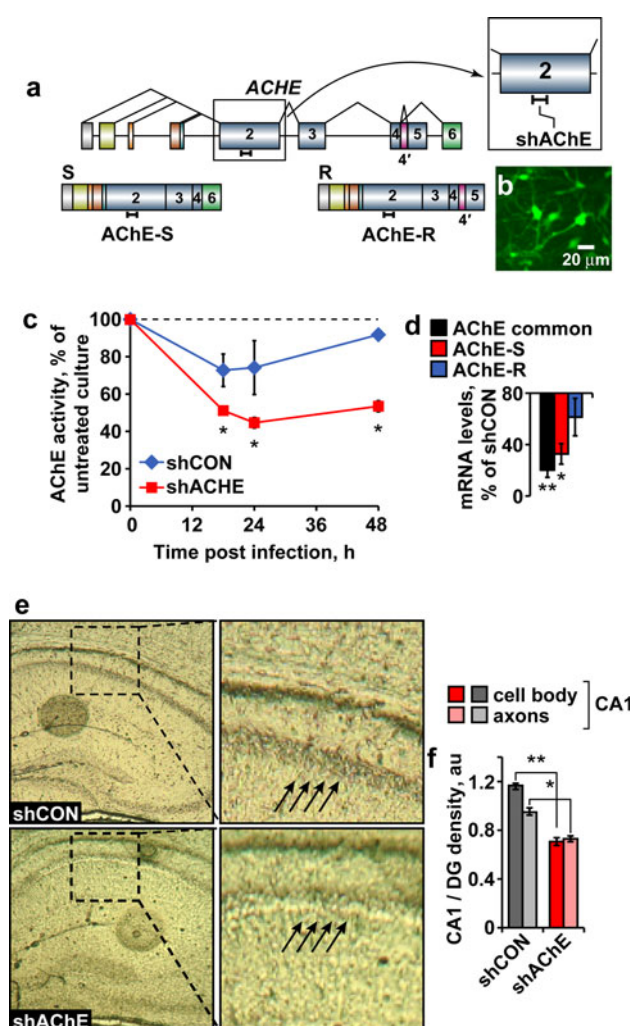 a
ACHE
2
3
4
5
6
4′
2
shAChE
S
2
3
4
6
AChE-S
R
2
3
4
5
4′
AChE-R
b
20 μm
c
AChE activity, % of
untreated culture
100
80
60
40
20
0
*
*
*
shCON
shACHE
0
12
24
36
48
Time post infection, h
d
AChE common
AChE-S
AChE-R
mRNA levels,
% of shCON
80
40
0
**
*
e
shCON
shAChE
cell body
axons
CA1
f
CA1 / DG density, au
1.2
0.8
0.4
0
**
*
shCON
shAChE